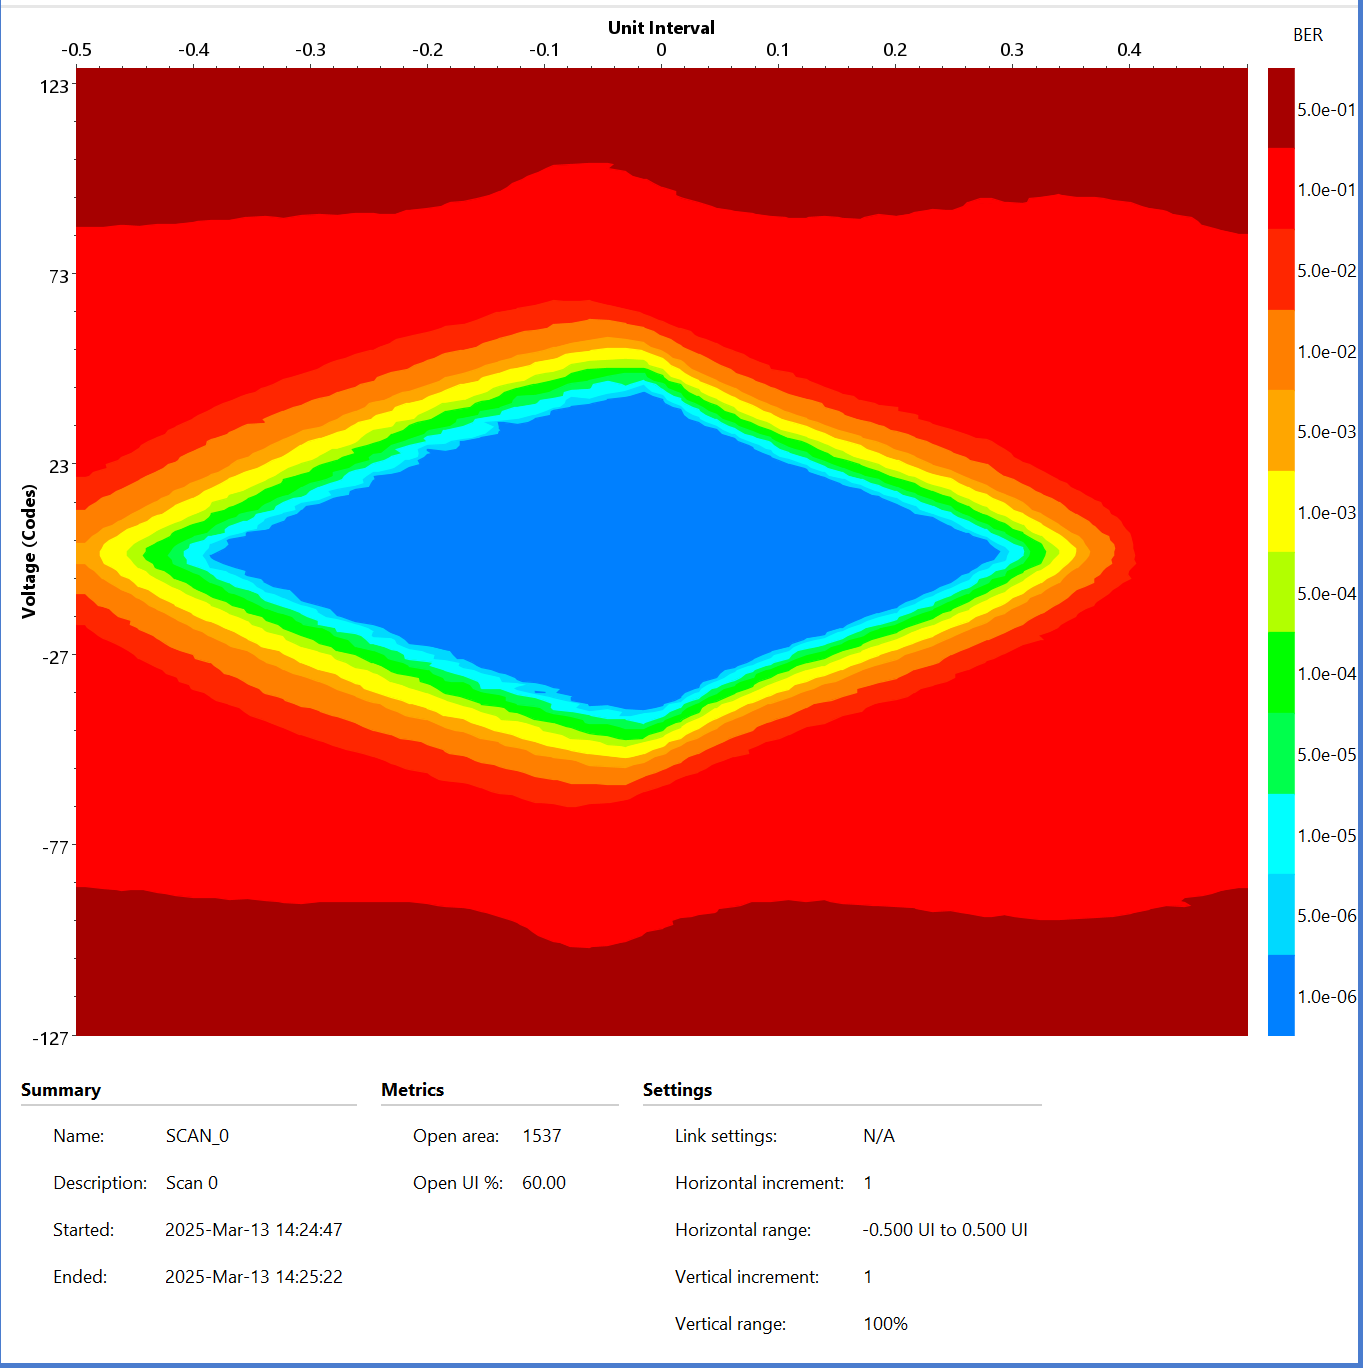 Unit Interval
BER
-0.5 -0.4 -0.3 -0.2 -0.1 0 0.1 0.2 0.3 0.4
123
73
23
-27
-77
-127
Voltage (Codes)
5.0e-01
1.0e-01
5.0e-02
1.0e-02
5.0e-03
1.0e-03
5.0e-04
1.0e-04
5.0e-05
1.0e-05
5.0e-06
1.0e-06
Summary
Name: SCAN_0
Description: Scan 0
Started: 2025-Mar-13 14:24:47
Ended: 2025-Mar-13 14:25:22
Metrics
Open area: 1537
Open UI %: 60.00
Settings
Link settings: N/A
Horizontal increment: 1
Horizontal range: -0.500 UI to 0.500 UI
Vertical increment: 1
Vertical range: 100%